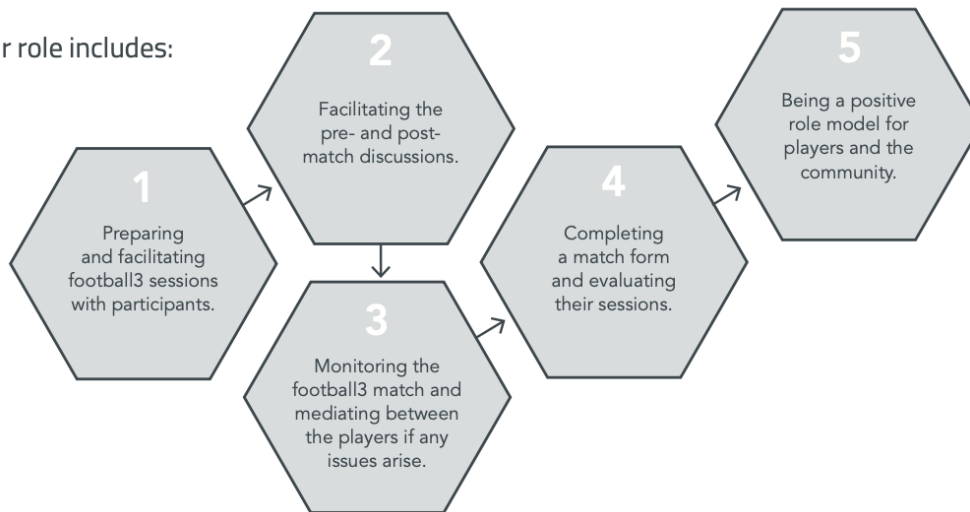 r role includes:
1
Preparing
and facilitating
football3 sessions
with participants.
2
Facilitating the
pre- and post-
match discussions.
3
Monitoring the
football3 match and
mediating between
the players if any
issues arise.
4
Completing
a match form
and evaluating
their sessions.
5
Being a positive
role model for
players and the
community.